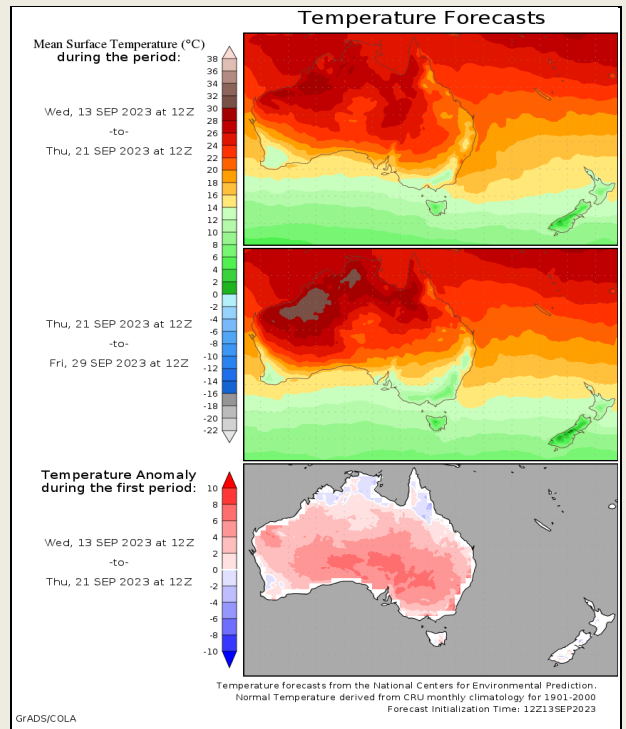 Temperature Forecasts
Mean Surface Temperature (°C)
during the period:
38
36
34
32
30
28
26
24
22
20
18
16
14
12
10
8
6
4
2
0
-2
-4
-6
-8
-10
-12
-14
-16
-18
-20
-22
Wed, 13 SEP 2023 at 12Z
-to-
Thu, 21 SEP 2023 at 12Z
Thu, 21 SEP 2023 at 12Z
-to-
Fri, 29 SEP 2023 at 12Z
Temperature Anomaly
during the first period:
10
8
6
4
2
0
-2
-4
-6
-8
-10
Wed, 13 SEP 2023 at 12Z
-to-
Thu, 21 SEP 2023 at 12Z
Temperature forecasts from the National Centers for Environmental Prediction.
Normal Temperature derived from CRU monthly climatology for 1901-2000
Forecast Initialization Time: 12Z13SEP2023
GrADS/COLA